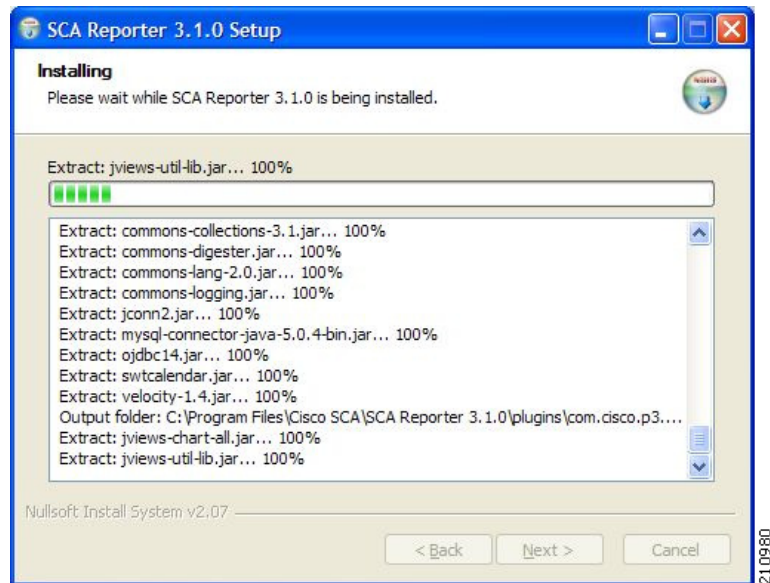 SCA Reporter 3.1.0 Setup
Installing
Please wait while SCA Reporter 3.1.0 is being installed.
Extract: jviews-util-lib.jar... 100%
Extract: commons-collections-3.1.jar... 100%
Extract: commons-digester.jar... 100%
Extract: commons-lang-2.0.jar... 100%
Extract: commons-logging.jar... 100%
Extract: jconn2.jar... 100%
Extract: mysql-connector-java-5.0.4-bin.jar... 100%
Extract: ojdbc14.jar... 100%
Extract: swtcalendar.jar... 100%
Extract: velocity-1.4.jar... 100%
Output folder: C:\Program Files\Cisco SCA\SCA Reporter 3.1.0\plugins\com.cisco.p3....
Extract: jviews-chart-all.jar... 100%
Extract: jviews-util-lib.jar... 100%
Nullsoft Install System v2.07
< Back
Next >
Cancel
210980